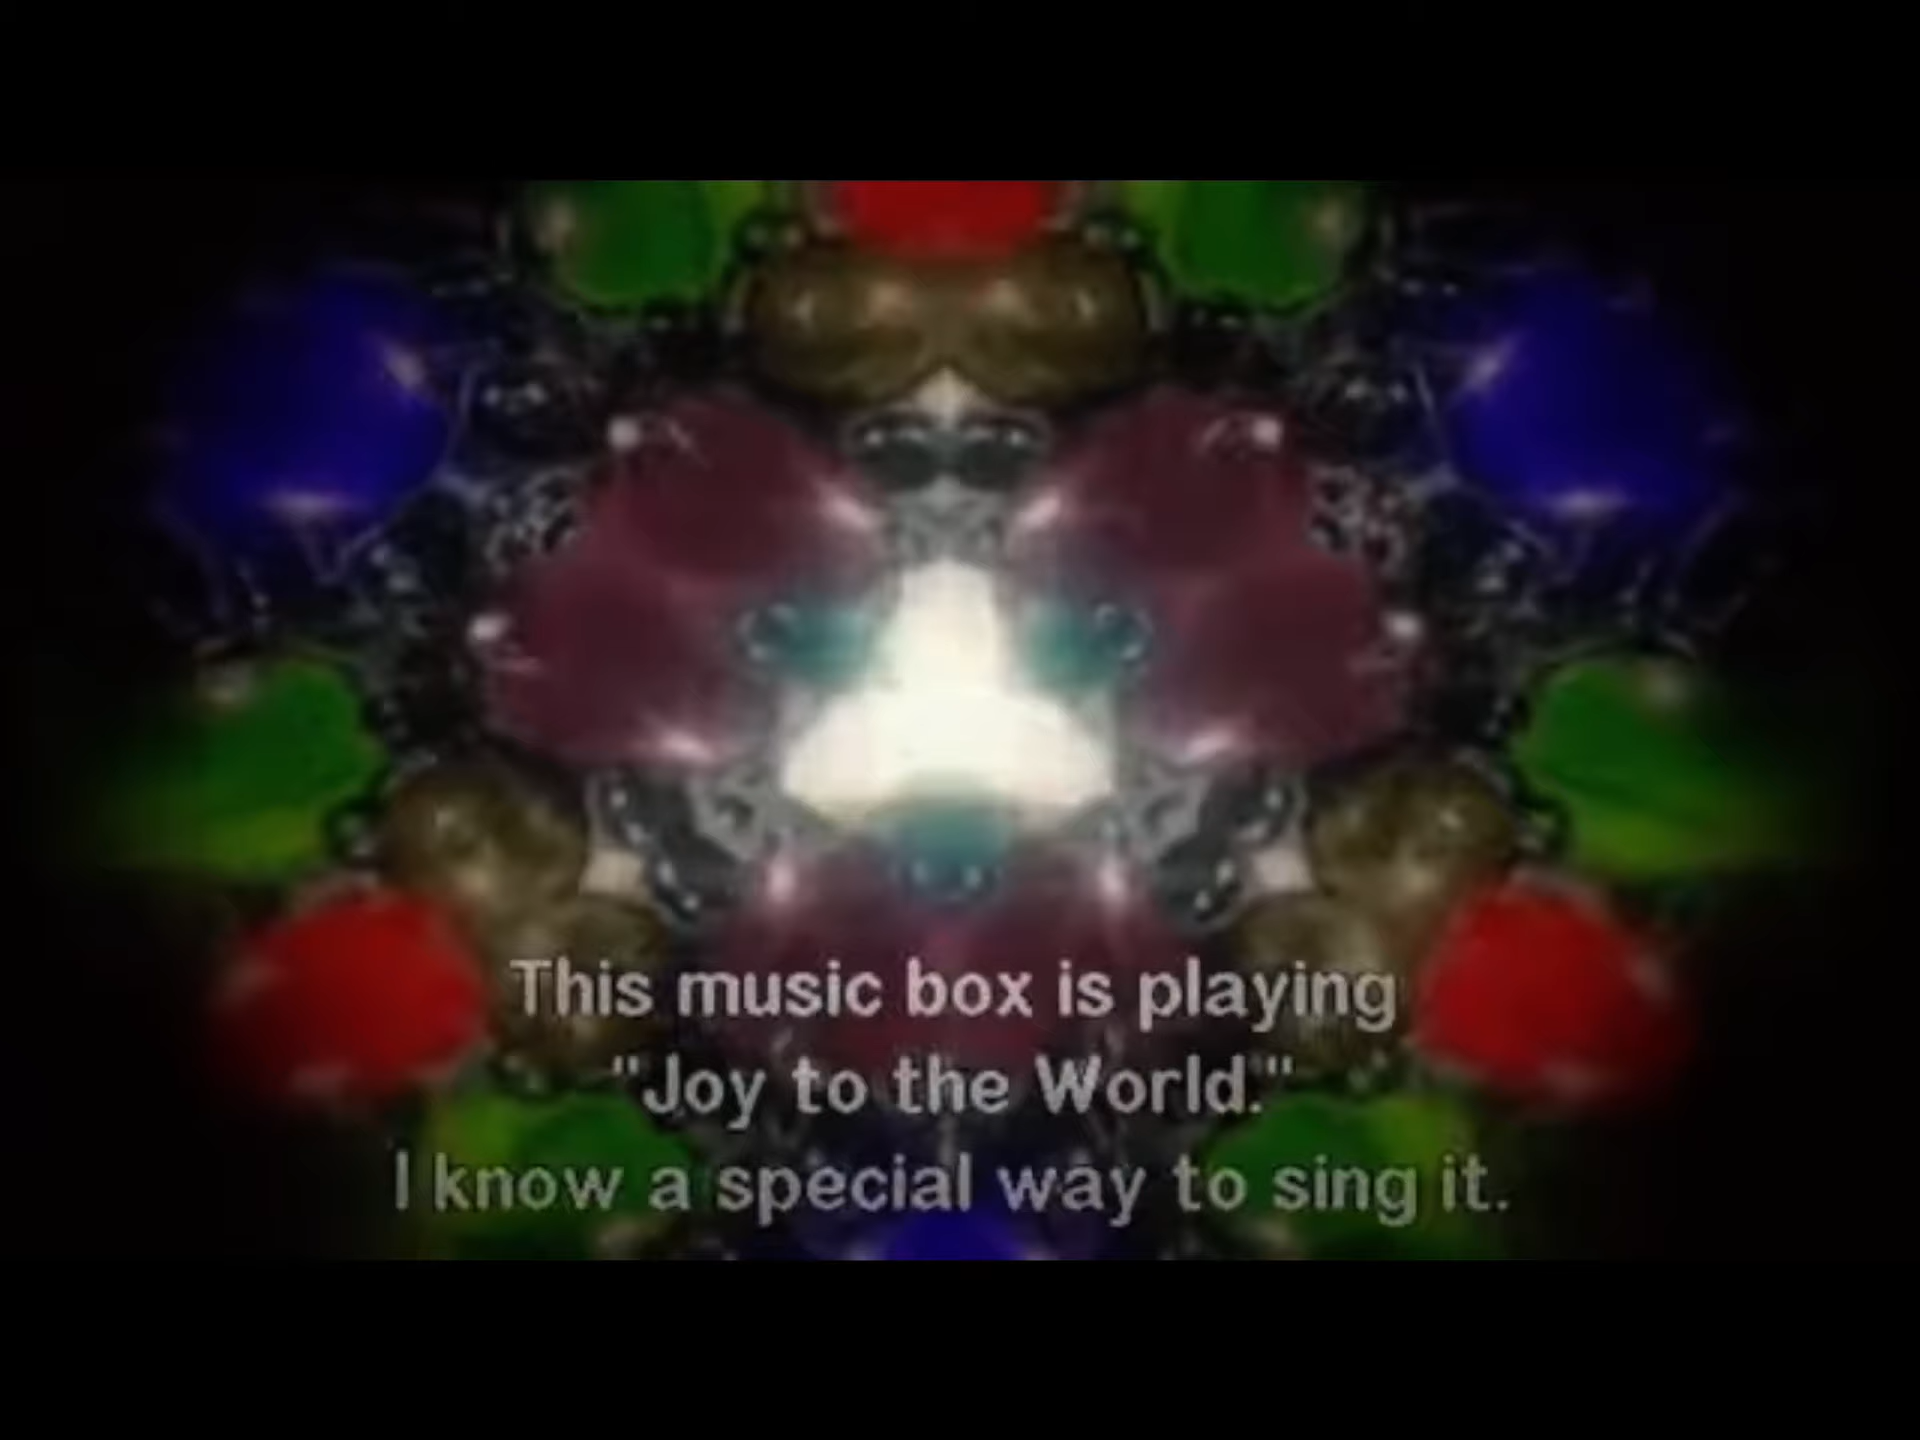 This music box is playing
"Joy to the World."
I know a special way to sing it.